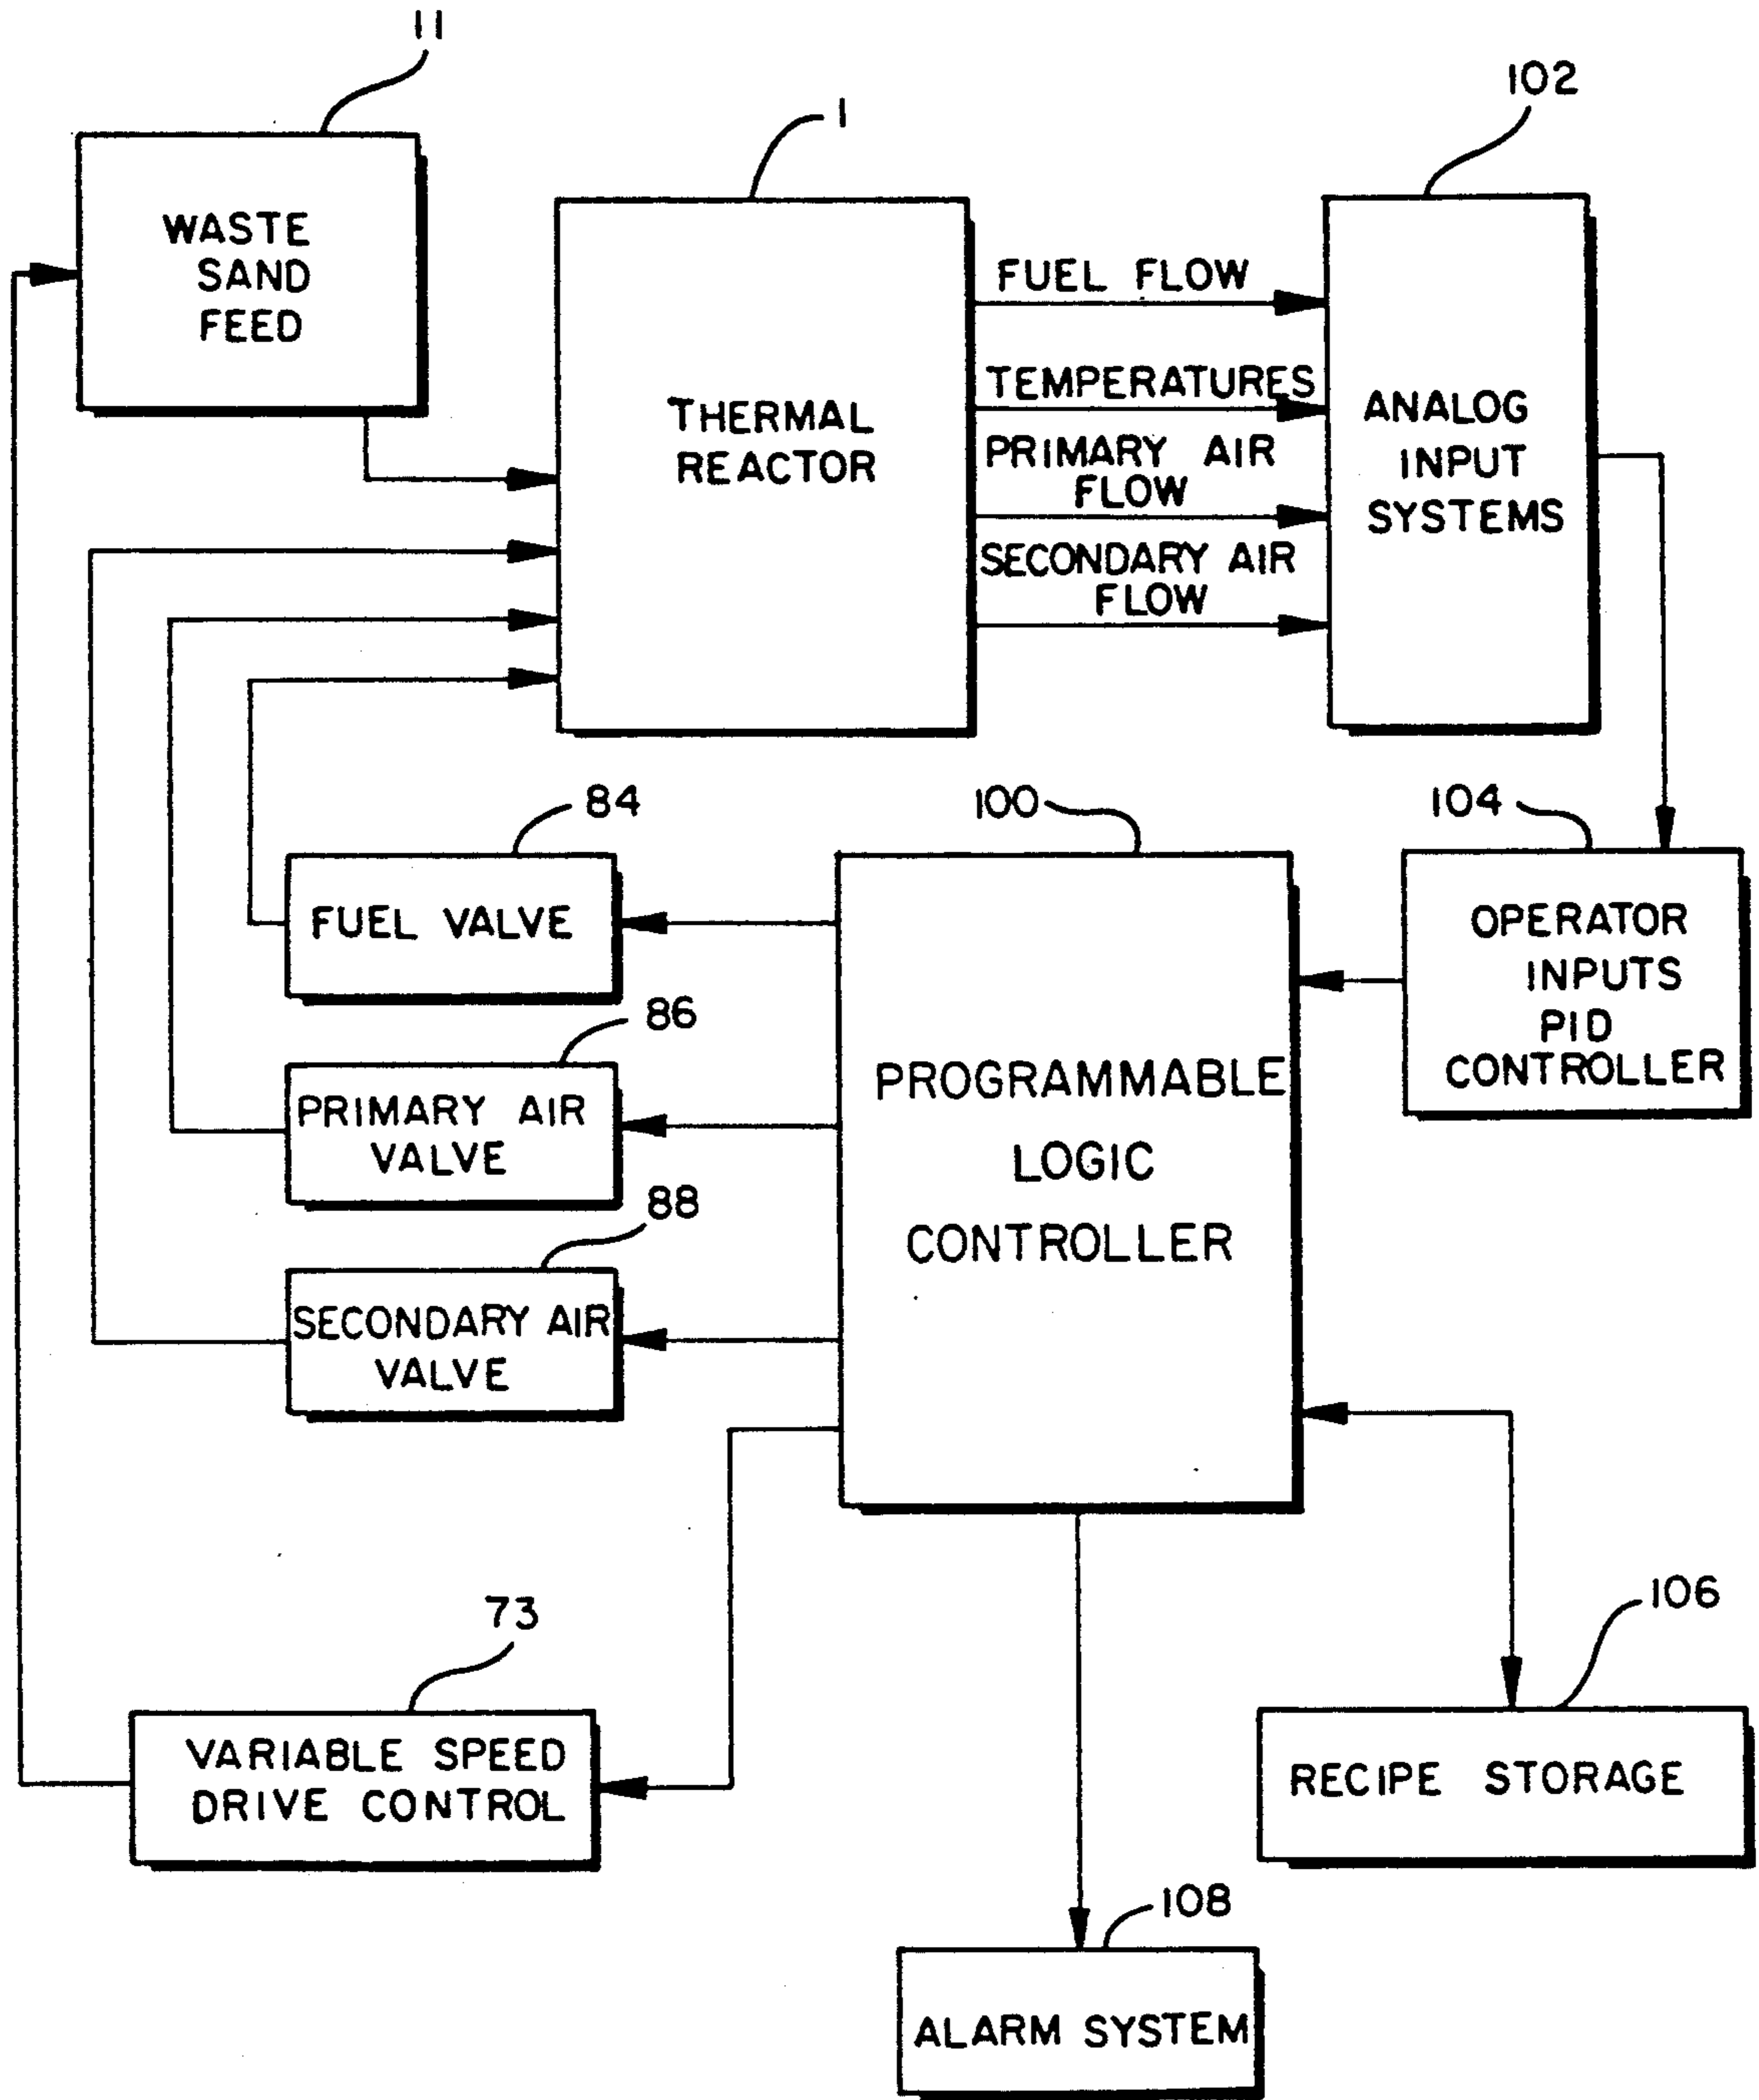 11
1
102
WASTE
SAND
FEED
THERMAL
REACTOR
FUEL FLOW
TEMPERATURES
PRIMARY AIR
FLOW
SECONDARY AIR
FLOW
ANALOG
INPUT
SYSTEMS
84
100
104
FUEL VALVE
86
PRIMARY AIR
VALVE
88
SECONDARY AIR
VALVE
PROGRAMMABLE
LOGIC
CONTROLLER
OPERATOR
INPUTS
PID
CONTROLLER
73
VARIABLE SPEED
DRIVE CONTROL
106
RECIPE STORAGE
108
ALARM SYSTEM